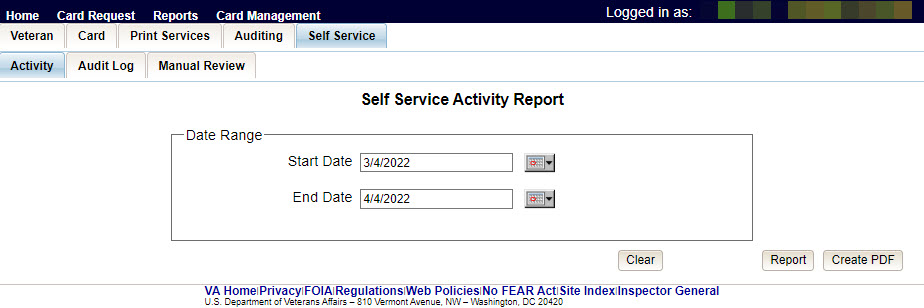 Home Card Request Reports Card Management Logged in as:
Veteran Card Print Services Auditing Self Service
Activity Audit Log Manual Review
Self Service Activity Report
Date Range
Start Date 3/4/2022
End Date 4/4/2022
Clear Report Create PDF
VA Home|Privacy|FOIA|Regulations|Web Policies|No FEAR Act|Site Index|Inspector General
U.S. Department of Veterans Affairs – 810 Vermont Avenue, NW – Washington, DC 20420